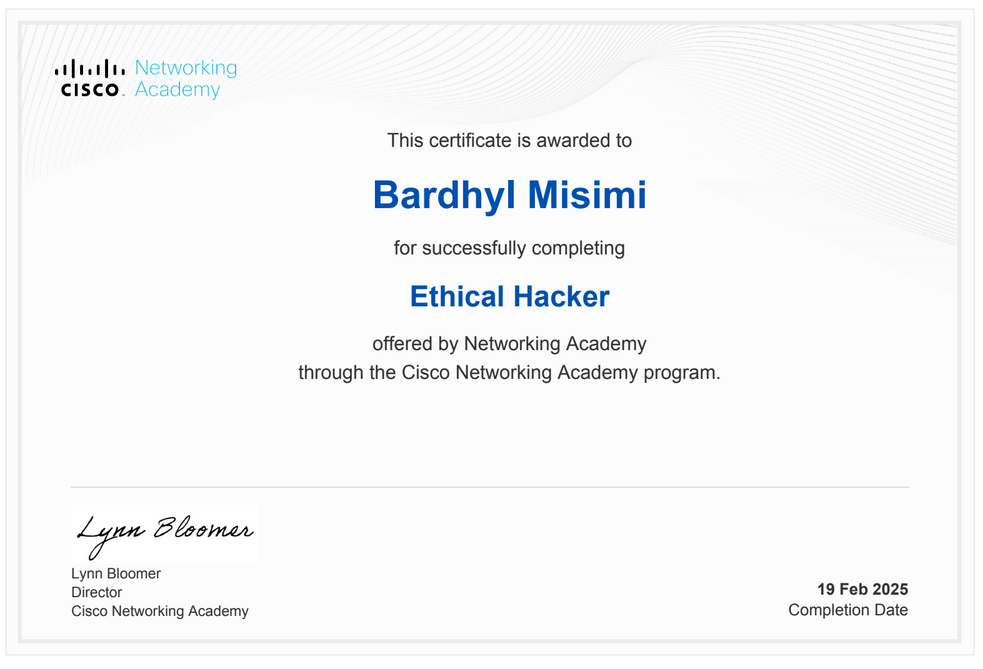 Networking
CISCO. Academy
This certificate is awarded to
Bardhyl Misimi
for successfully completing
Ethical Hacker
offered by Networking Academy
through the Cisco Networking Academy program.
Lynn Bloomer
Lynn Bloomer
Director
Cisco Networking Academy
19 Feb 2025
Completion Date